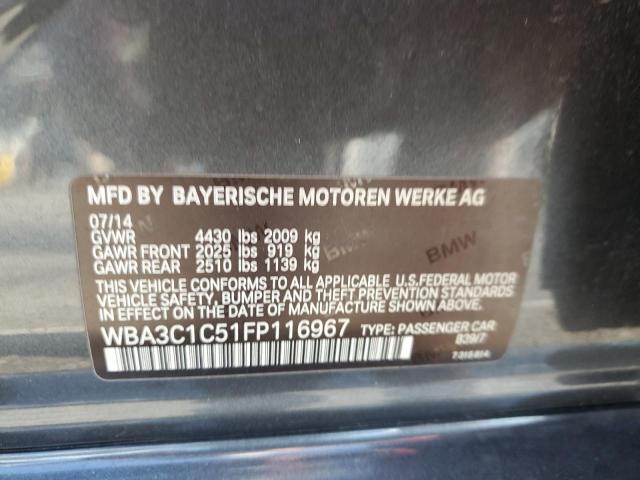 MFD BY BAYERISCHE MOTOREN WERKE AG
07/14
GVWR 4430 lbs 2009 kg
GAWR FRONT 2025 lbs 919 kg
GAWR REAR 2510 lbs 1139 kg
THIS VEHICLE CONFORMS TO ALL APPLICABLE U.S.FEDERAL MOTOR
VEHICLE SAFETY, BUMPER, AND THEFT PREVENTION STANDARDS
IN EFFECT ON THE DATE OF MANUFACTURE SHOWN ABOVE.
WBA3C1C51FP116967 TYPE: PASSENGER CAR
BMW